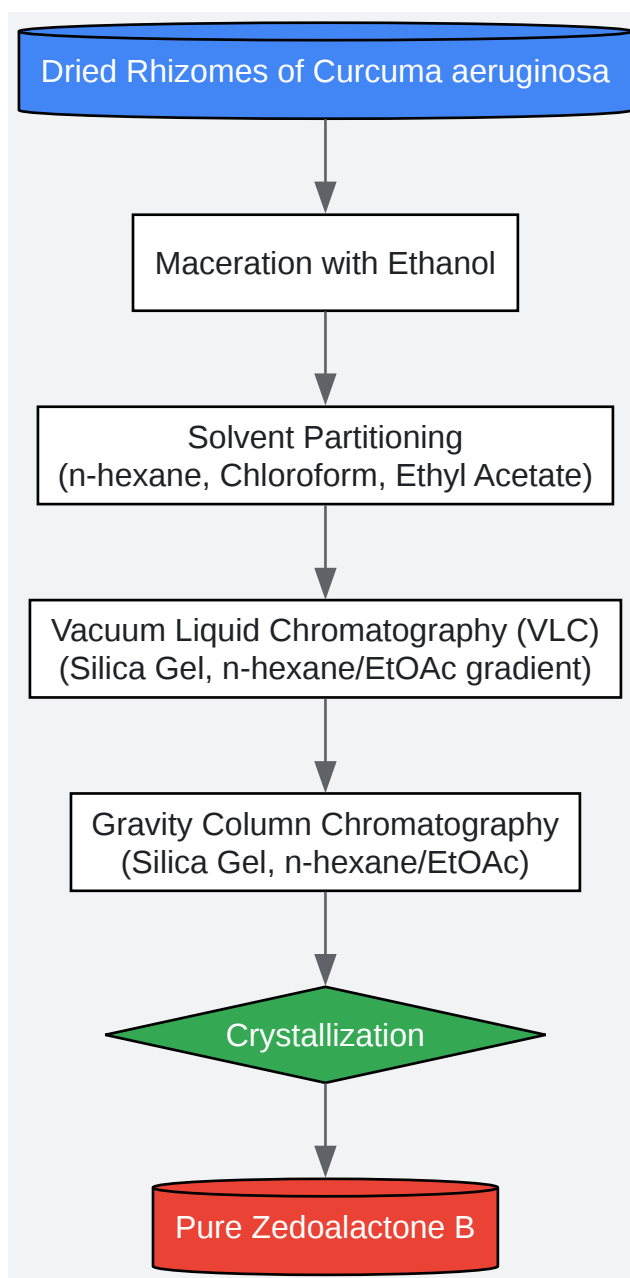 Dried Rhizomes of Curcuma aeruginosa
Maceration with Ethanol
Solvent Partitioning
(n-hexane, Chloroform, Ethyl Acetate)
Vacuum Liquid Chromatography (VLC)
(Silica Gel, n-hexane/EtOAc gradient)
Gravity Column Chromatography
(Silica Gel, n-hexane/EtOAc)
Crystallization
Pure Zedoalactone B